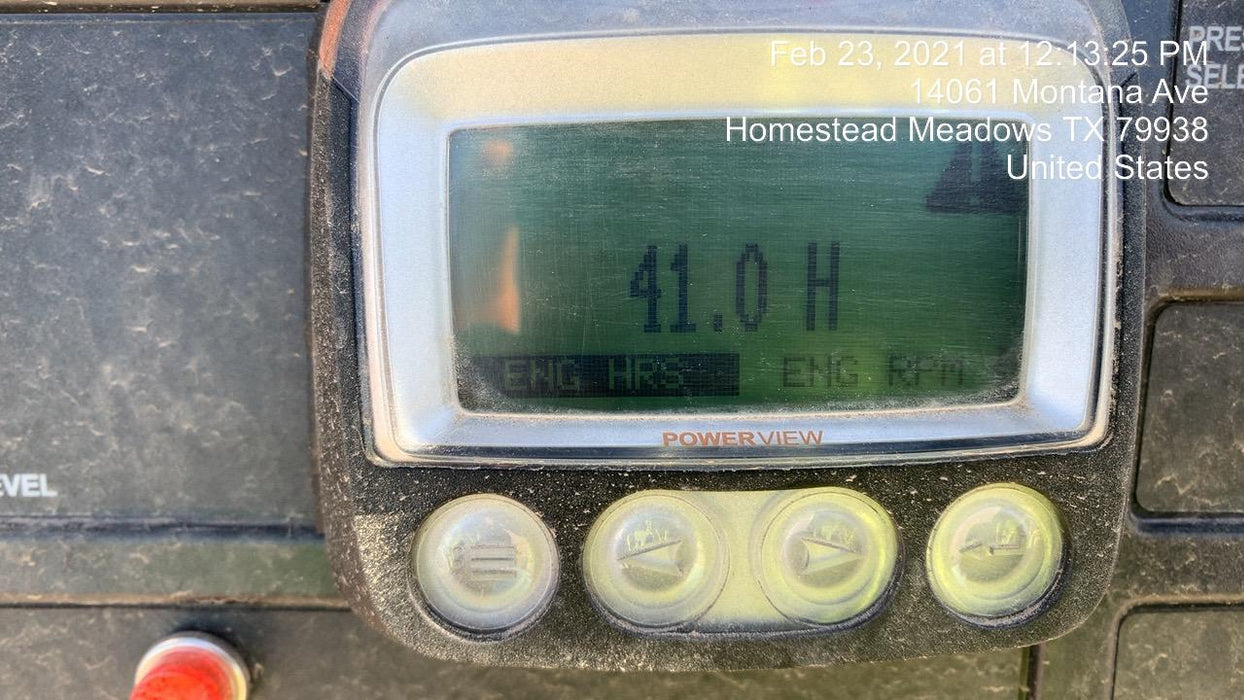 Feb 23, 2021 at 12:13:25 PM
14061 Montana Ave
Homestead Meadows TX 79938
United States
41.0 H
ENG HRS ENG RPM
POWERVIEW